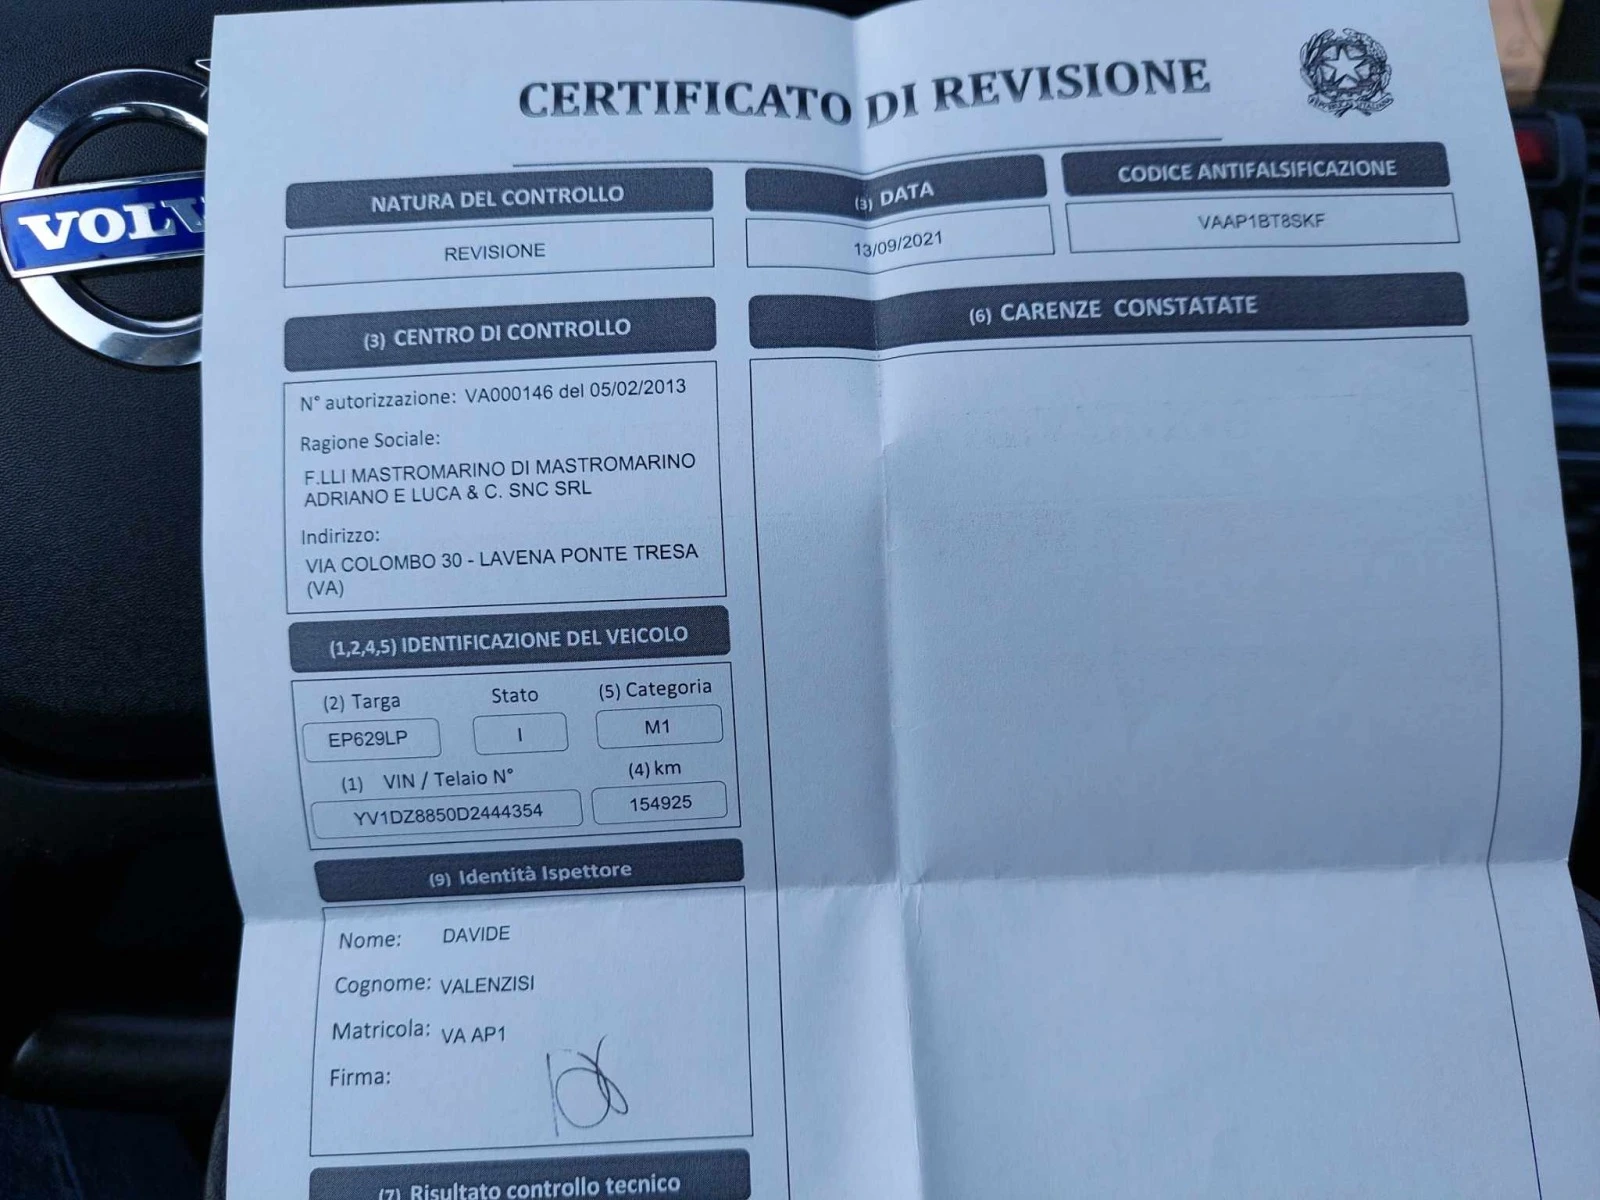 VOLV
CERTIFICATO DI REVISIONE
REPVBBLICA ITALIANA
NATURA DEL CONTROLLO
REVISIONE
(3) DATA
13/09/2021
CODICE ANTIFALSIFICAZIONE
VAAP1BT8SKF
(3) CENTRO DI CONTROLLO
N° autorizzazione: VA000146 del 05/02/2013
Ragione Sociale:
F.LLI MASTROMARINO DI MASTROMARINO
ADRIANO E LUCA & C. SNC SRL
Indirizzo:
VIA COLOMBO 30 - LAVENA PONTE TRESA
(VA)
(6) CARENZE CONSTATATE
(1,2,4,5) IDENTIFICAZIONE DEL VEICOLO
(2) Targa Stato (5) Categoria
EP629LP I M1
(1) VIN / Telaio N° (4) km
YV1DZ8850D2444354 154925
(9) Identità Ispettore
Nome: DAVIDE
Cognome: VALENZISI
Matricola: VA AP1
Firma:
(7) Risultato controllo tecnico